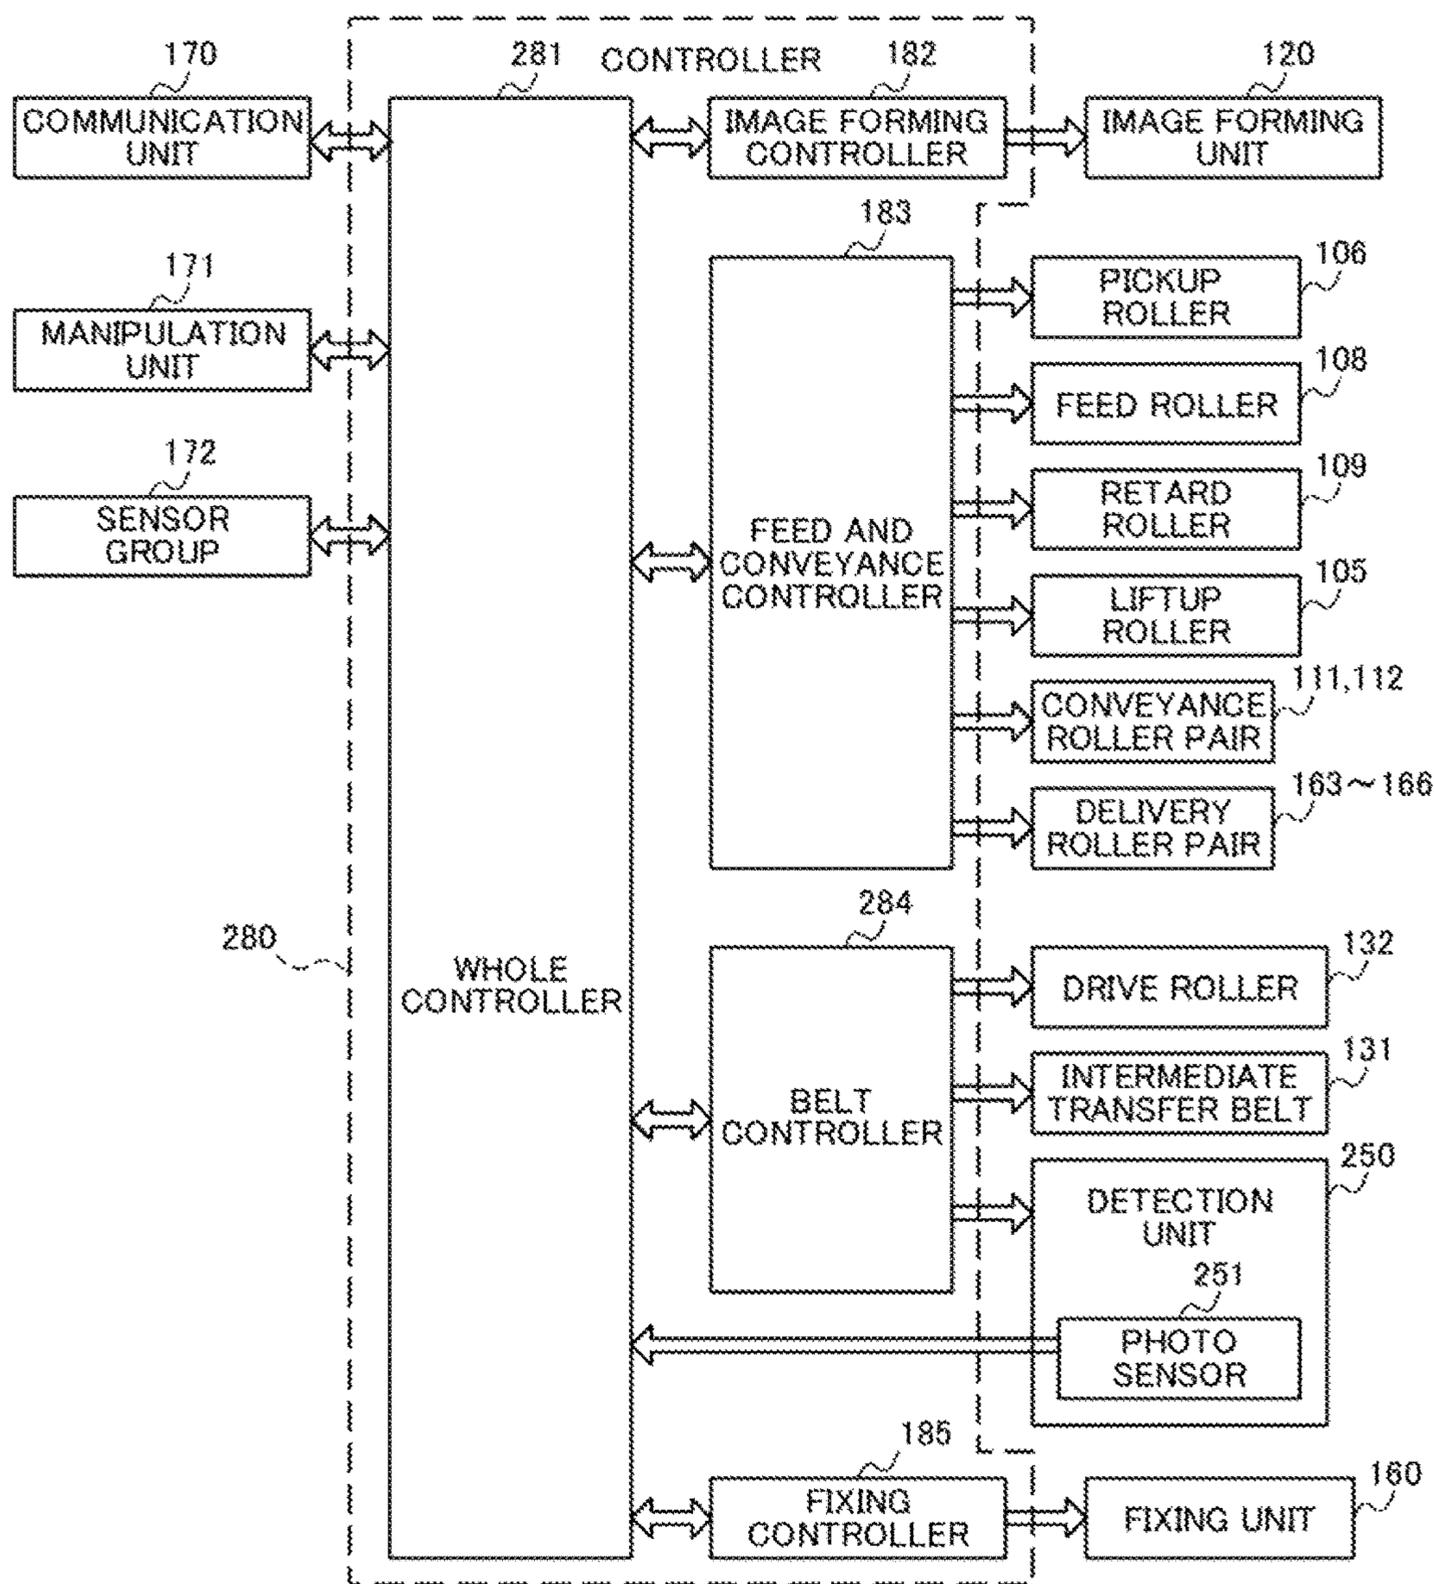 170
281
CONTROLLER
182
120
COMMUNICATION
UNIT
IMAGE FORMING
CONTROLLER
IMAGE FORMING
UNIT
183
171
MANIPULATION
UNIT
106
PICKUP
ROLLER
108
FEED ROLLER
172
SENSOR
GROUP
109
RETARD
ROLLER
FEED AND
CONVEYANCE
CONTROLLER
105
LIFTUP
ROLLER
111,112
CONVEYANCE
ROLLER PAIR
163~166
DELIVERY
ROLLER PAIR
284
280
WHOLE
CONTROLLER
132
DRIVE ROLLER
131
INTERMEDIATE
TRANSFER BELT
BELT
CONTROLLER
250
DETECTION
UNIT
251
PHOTO
SENSOR
185
FIXING
CONTROLLER
160
FIXING UNIT